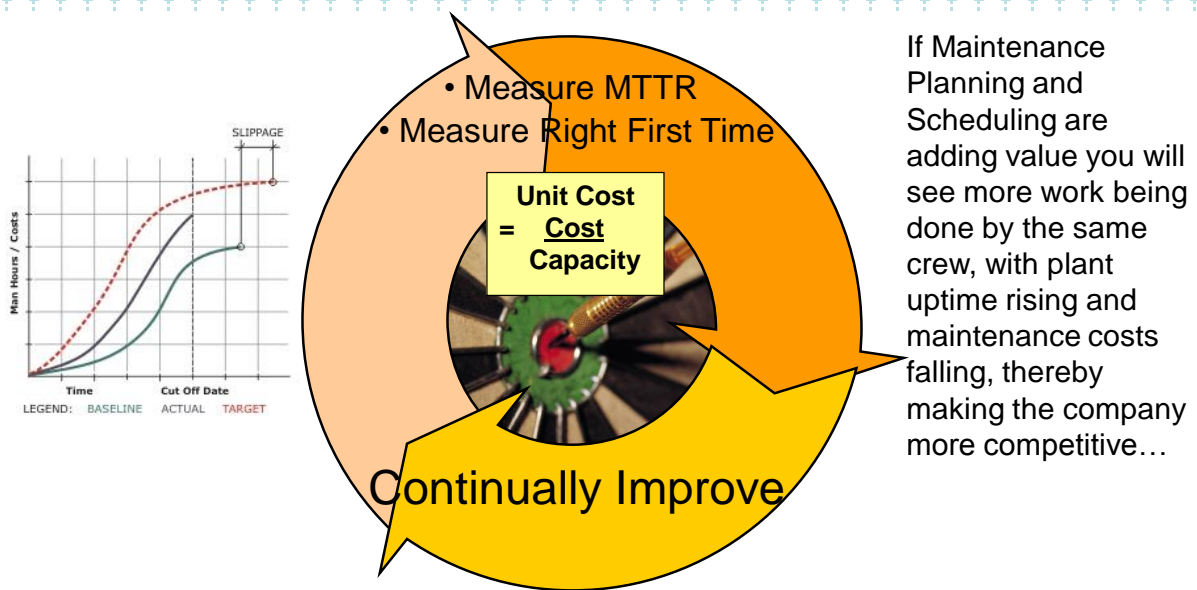 SLIPPAGE
Man Hours / Costs
Time
Cut Off Date
LEGEND: BASELINE ACTUAL TARGET
• Measure MTTR
• Measure Right First Time
Unit Cost
= Cost
Capacity
Continually Improve
If Maintenance
Planning and
Scheduling are
adding value you will
see more work being
done by the same
crew, with plant
uptime rising and
maintenance costs
falling, thereby
making the company
more competitive…